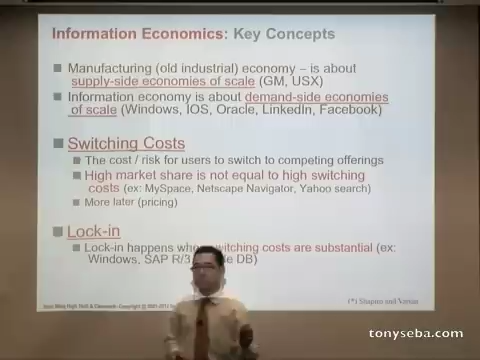 Information Economics: Key Concepts
Manufacturing (old industrial) economy – is about
supply-side economies of scale (GM, USX)
Information economy is about demand-side economies
of scale (Windows, IOS, Oracle, LinkedIn, Facebook)
Switching Costs
The cost / risk for users to switch to competing offerings
High market share is not equal to high switching
costs (ex: MySpace, Netscape Navigator, Yahoo search)
More later (pricing)
Lock-in
Lock-in happens when switching costs are substantial (ex:
Windows, SAP R/3, DB)
(*) Shapiro and Varian
tonyseba.com